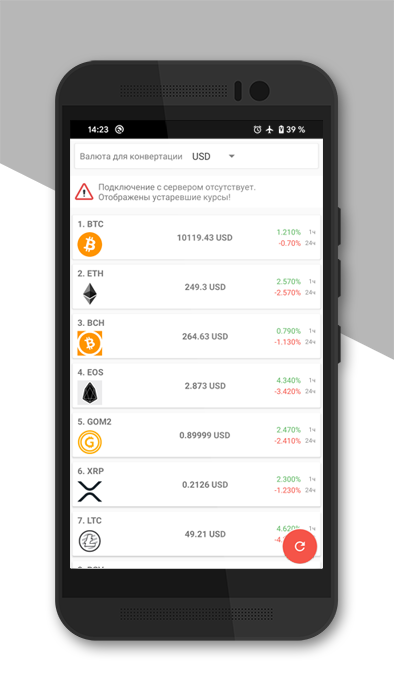 14:23 39 %
Валюта для конвертации USD
Подключение с сервером отсутствует.
Отображены устаревшие курсы!
1. BTC
10119.43 USD
1.210% 1ч
-0.70% 24ч
2. ETH
249.3 USD
2.570% 1ч
-2.570% 24ч
3. BCH
264.63 USD
0.790% 1ч
-1.130% 24ч
4. EOS
2.873 USD
4.340% 1ч
-3.420% 24ч
5. GOM2
0.89999 USD
2.470% 1ч
-2.410% 24ч
6. XRP
0.2126 USD
2.300% 1ч
-1.230% 24ч
7. LTC
49.21 USD
4.620% 1ч
24ч